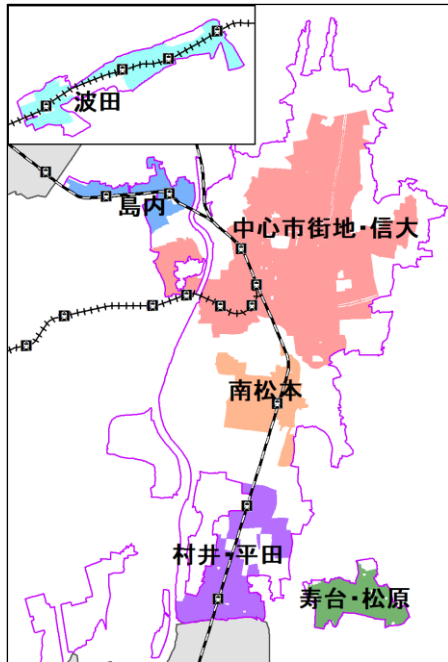 波田
島内
中心市街地・信大
南松本
村井・平田
寿台・松原